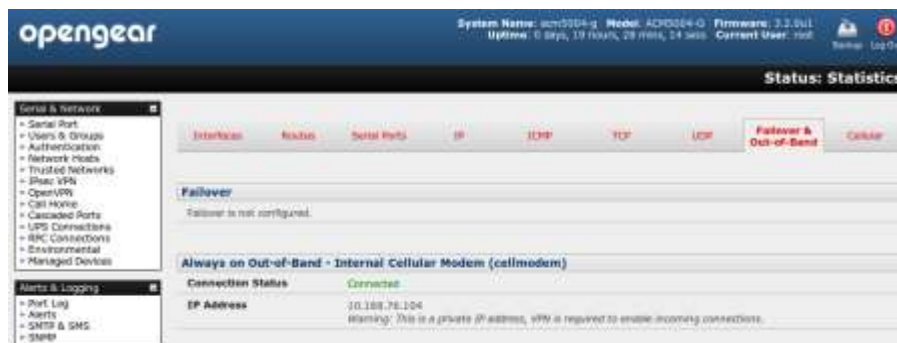 opengear
System Name: acm5004-g Model: ACM5004-G Firmware: 3.2.0u1
Uptime: 0 days, 19 hours, 28 mins, 14 secs Current User: root
Backup Log Out
Status: Statistics
Serial & Network
Serial Port
Users & Groups
Authentication
Network Hosts
Trusted Networks
IPsec VPN
OpenVPN
Call Home
Cascaded Ports
UPS Connections
RPC Connections
Environmental
Managed Devices
Alerts & Logging
Port Log
Alerts
SMTP & SMS
SNMP
Interfaces Routes Serial Ports IP ICMP TCP UDP Failover & Out-of-Band Cellular
Failover
Failover is not configured.
Always on Out-of-Band - Internal Cellular Modem (cellmodem)
Connection Status Connected
IP Address
Warning: This is a private IP address, VPN is required to enable incoming connections.